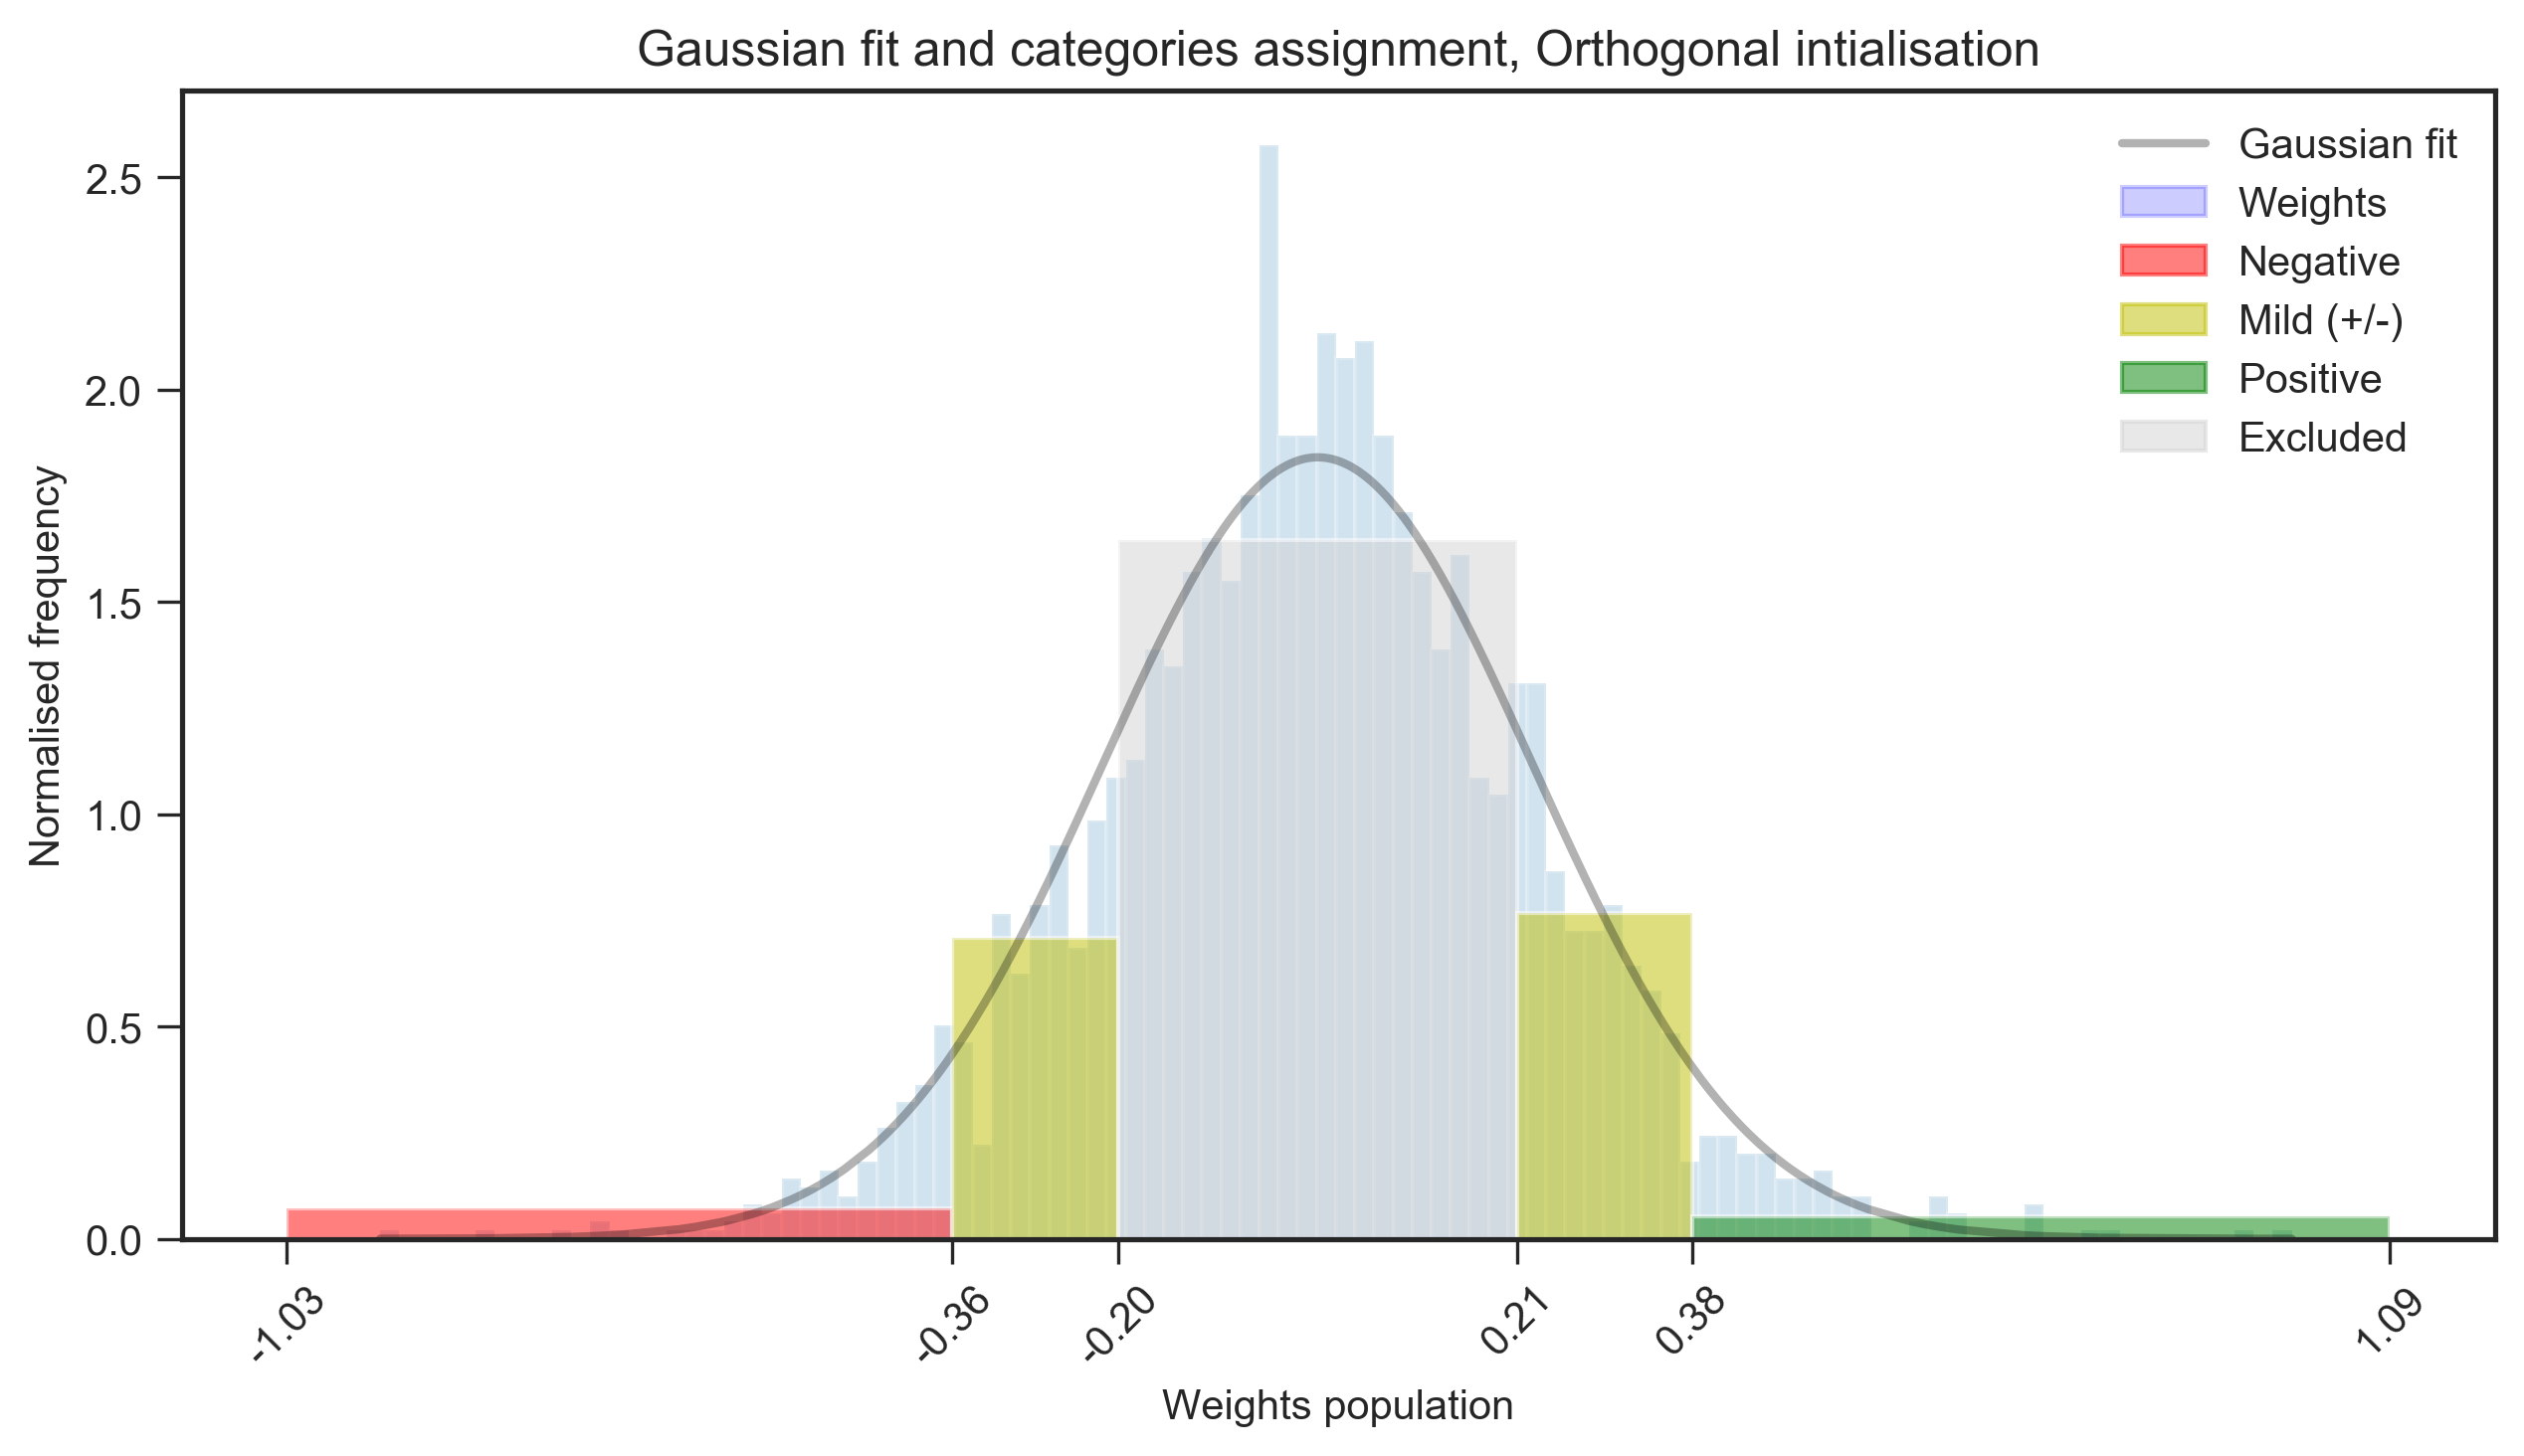 Gaussian fit and categories assignment, Orthogonal intialisation
Gaussian fit
Weights
Negative
Mild (+/-)
Positive
Excluded
Normalised frequency
2.5
2.0
1.5
1.0
0.5
0.0
-1.03
-0.36
-0.20
0.21
0.38
1.09
Weights population